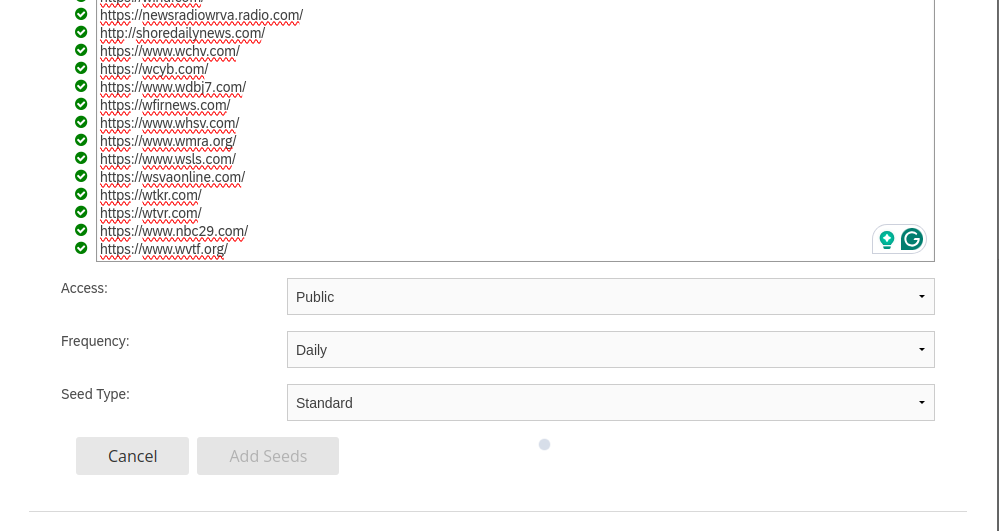 https://newsradiowrva.radio.com/
http://shoredailynews.com/
https://www.wchv.com/
https://wcyb.com/
https://www.wdbj7.com/
https://wfirnews.com/
https://www.whsv.com/
https://www.wmra.org/
https://www.wsls.com/
https://wsvaonline.com/
https://wtkr.com/
https://wtvr.com/
https://www.nbc29.com/
https://www.wvtf.org/
Access:
Public
Frequency:
Daily
Seed Type:
Standard
Cancel
Add Seeds